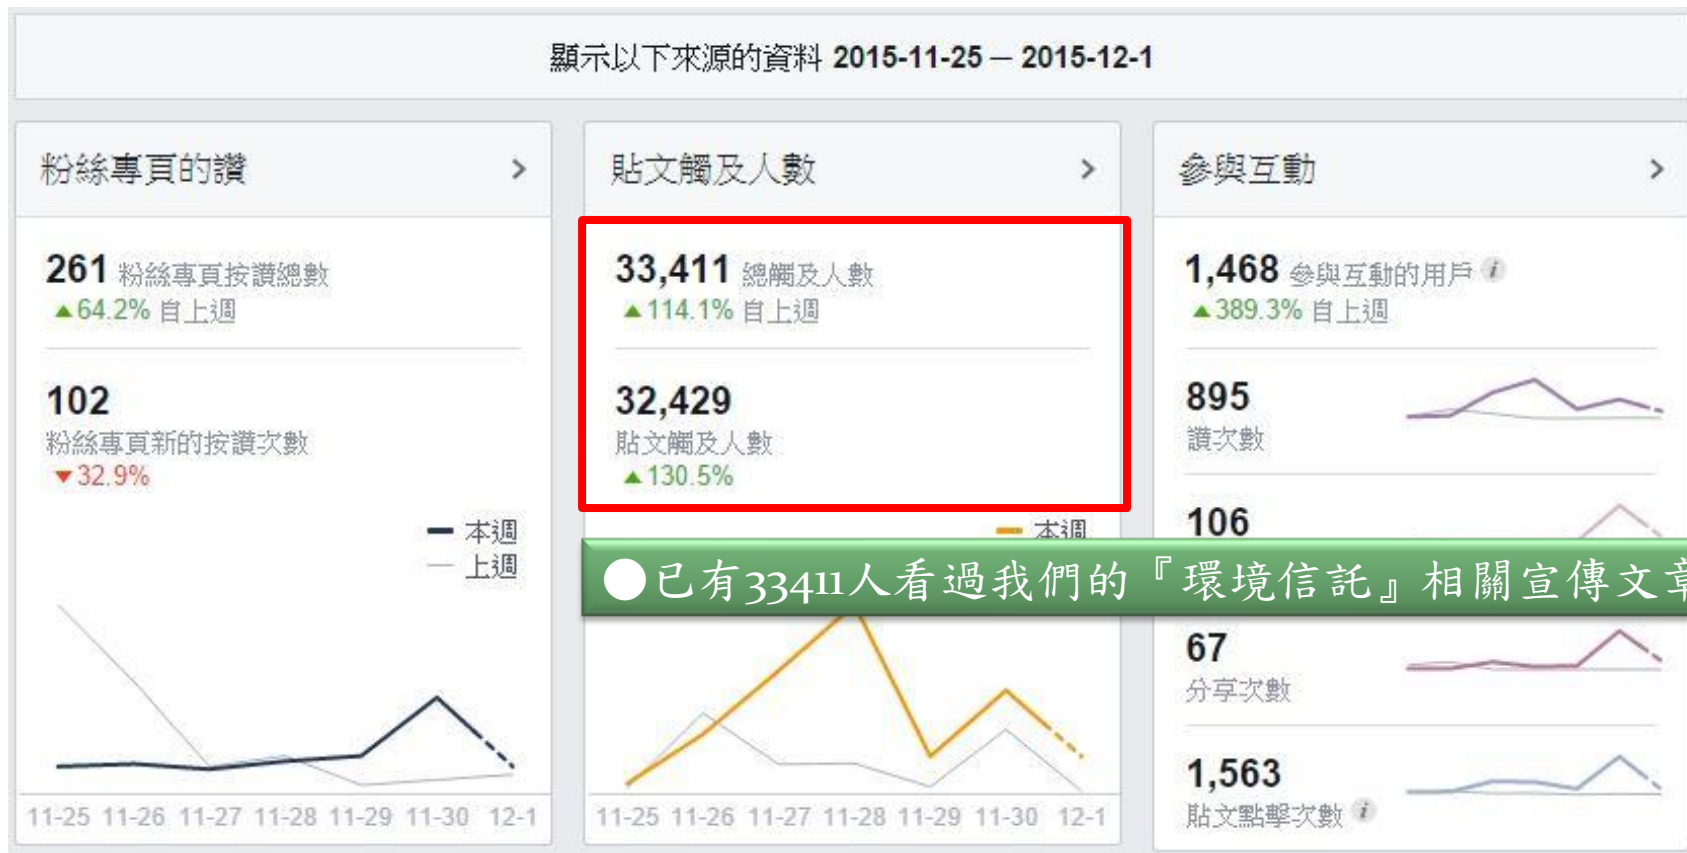 顯示以下來源的資料 2015-11-25 — 2015-12-1
粉絲專頁的讚
261 粉絲專頁按讚總數
▲64.2% 自上週
102
粉絲專頁新的按讚次數
▼32.9%
本週
上週
11-25 11-26 11-27 11-28 11-29 11-30 12-1
貼文觸及人數
33,411 總觸及人數
▲114.1% 自上週
32,429
貼文觸及人數
▲130.5%
本週
●已有33411人看過我們的『環境信託』相關宣傳文章
11-25 11-26 11-27 11-28 11-29 11-30 12-1
參與互動
1,468 參與互動的用戶
▲389.3% 自上週
895
讚次數
106
67
分享次數
1,563
貼文點擊次數